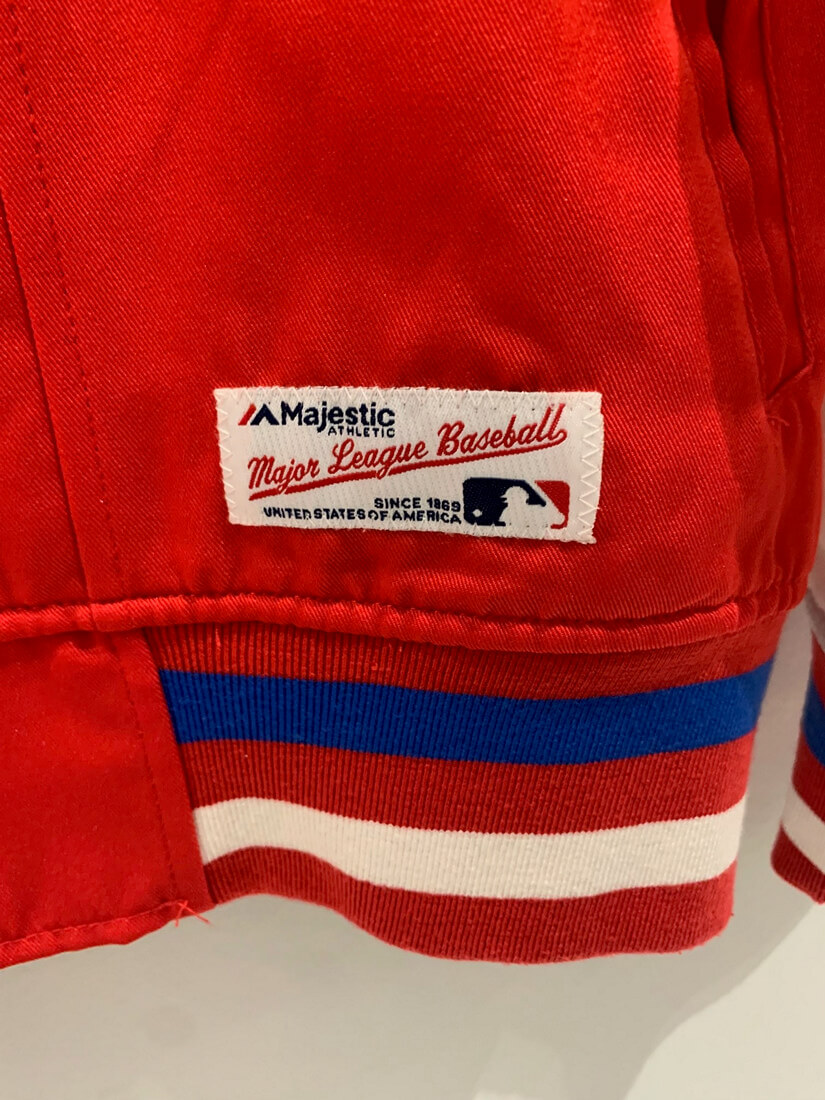 Majestic
ATHLETIC
Major League Baseball
SINCE 1869
UNITED STATES OF AMERICA